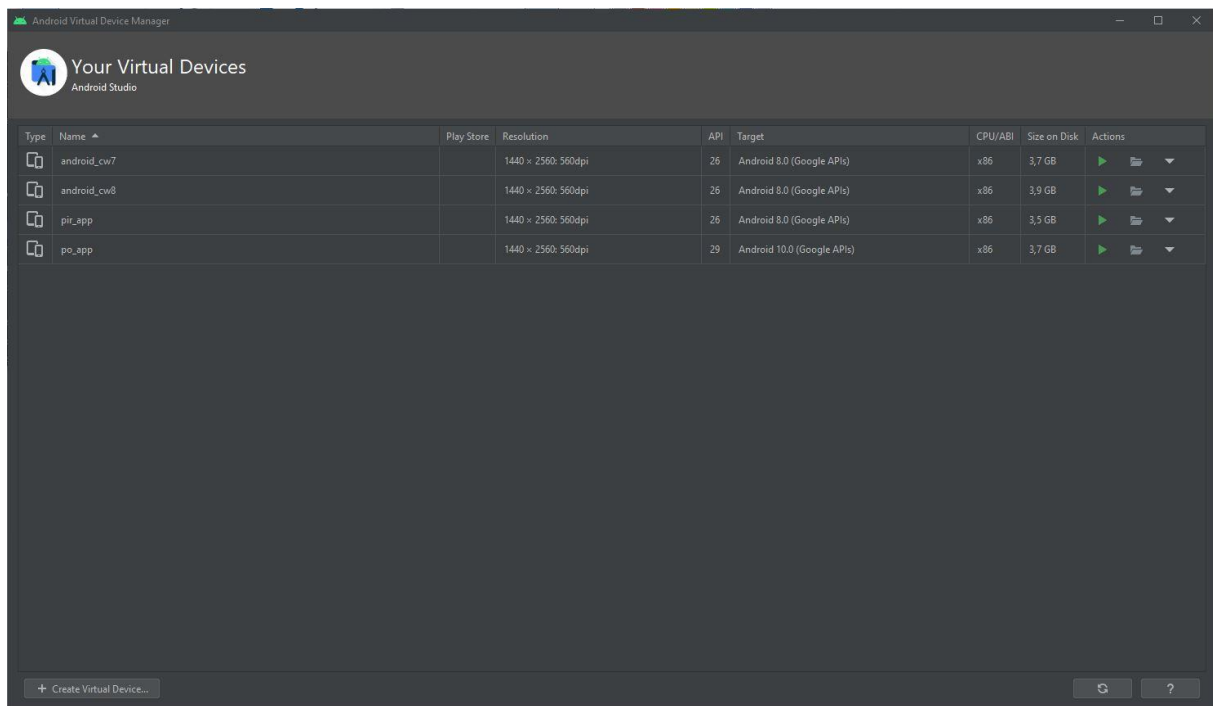 Android Virtual Device Manager
Your Virtual Devices
Android Studio
Type Name Play Store Resolution API Target CPU/ABI Size on Disk Actions
android_cw7 1440 × 2560: 560dpi 26 Android 8.0 (Google APIs) x86 3,7 GB
android_cw8 1440 × 2560: 560dpi 26 Android 8.0 (Google APIs) x86 3,9 GB
pir_app 1440 × 2560: 560dpi 26 Android 8.0 (Google APIs) x86 3,5 GB
po_app 1440 × 2560: 560dpi 29 Android 10.0 (Google APIs) x86 3,7 GB
+ Create Virtual Device... ?